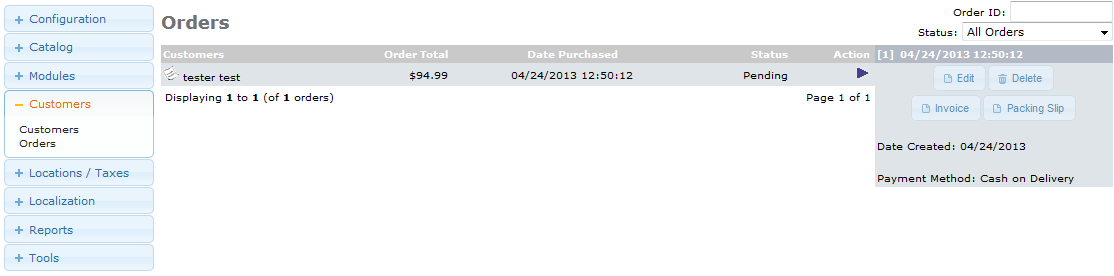 Configuration
Catalog
Modules
Customers
Customers
Orders
Locations / Taxes
Localization
Reports
Tools
Orders
Order ID:
Status: All Orders
Customers Order Total Date Purchased Status Action
tester test $94.99 04/24/2013 12:50:12 Pending
Displaying 1 to 1 (of 1 orders) Page 1 of 1
[1] 04/24/2013 12:50:12
Edit Delete
Invoice Packing Slip
Date Created: 04/24/2013
Payment Method: Cash on Delivery